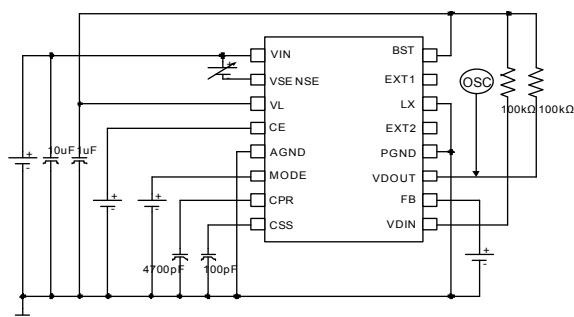 VIN
VSENSE
VL
CE
AGND
MODE
CPR
CSS
BST
EXT1
LX
EXT2
PGND
VDOUT
FB
VDIN
OSC
100kΩ 100kΩ
10uF 1uF
4700pF
100pF
+
-
+
-
+
-
+
-